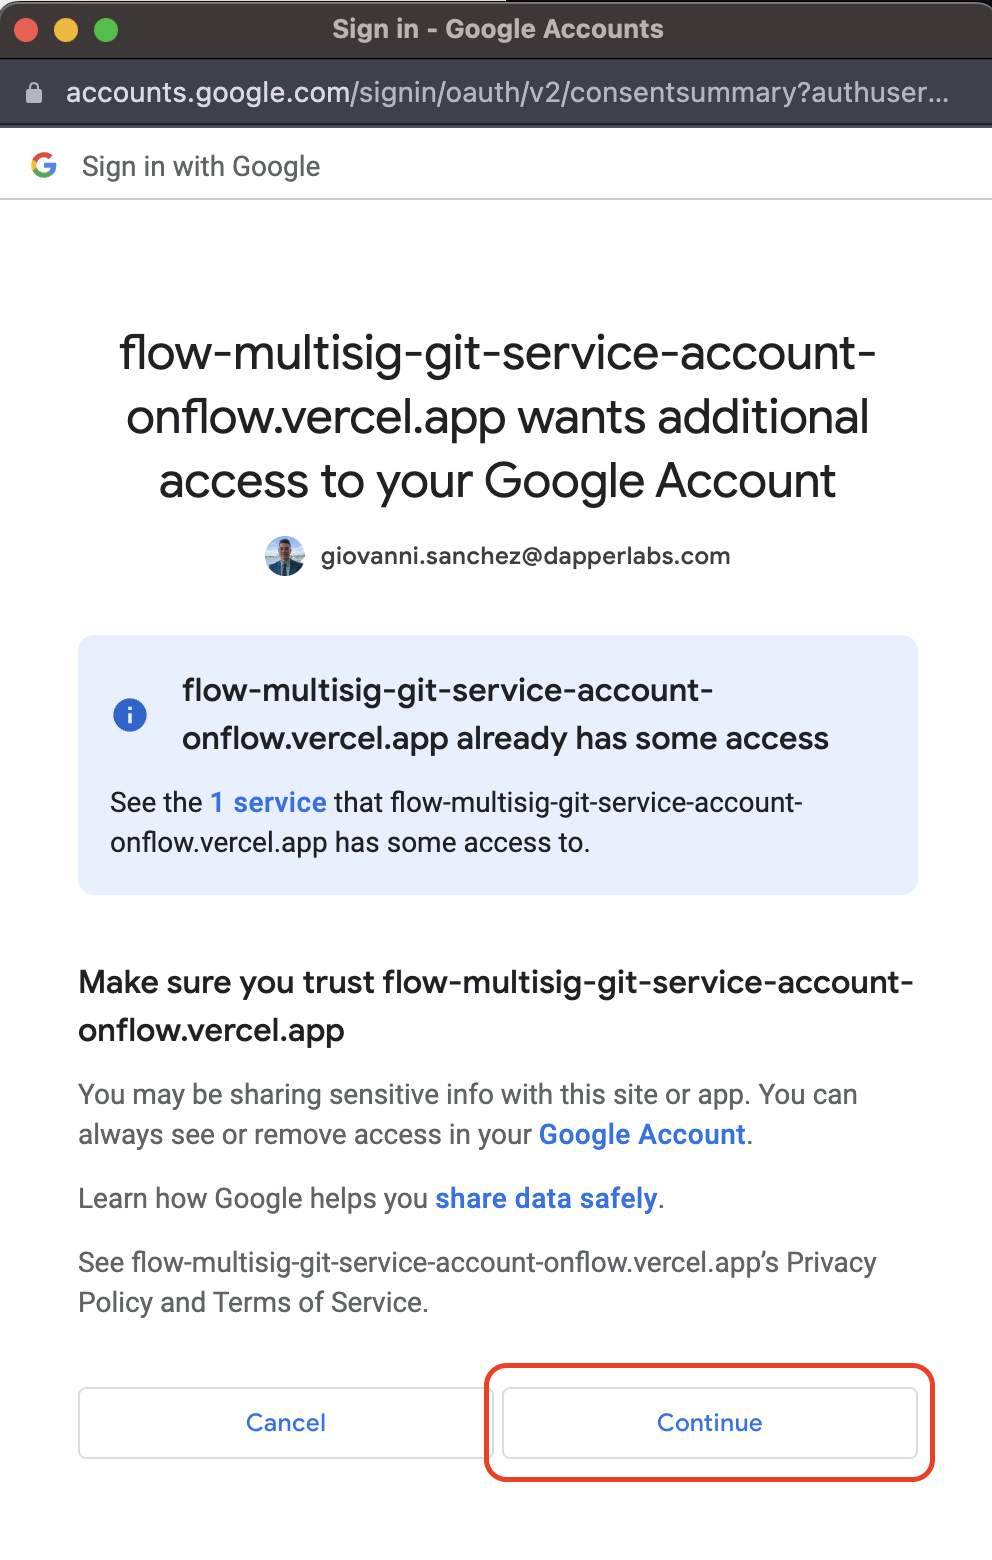 Sign in - Google Accounts
accounts.google.com/signin/oauth/v2/consentsummary?authuser...
Sign in with Google
flow-multisig-git-service-account-
onflow.vercel.app wants additional
access to your Google Account
giovanni.sanchez@dapperlabs.com
flow-multisig-git-service-account-
onflow.vercel.app already has some access
See the 1 service that flow-multisig-git-service-account-
onflow.vercel.app has some access to.
Make sure you trust flow-multisig-git-service-account-
onflow.vercel.app
You may be sharing sensitive info with this site or app. You can
always see or remove access in your Google Account.
Learn how Google helps you share data safely.
See flow-multisig-git-service-account-onflow.vercel.app’s Privacy
Policy and Terms of Service.
Cancel
Continue